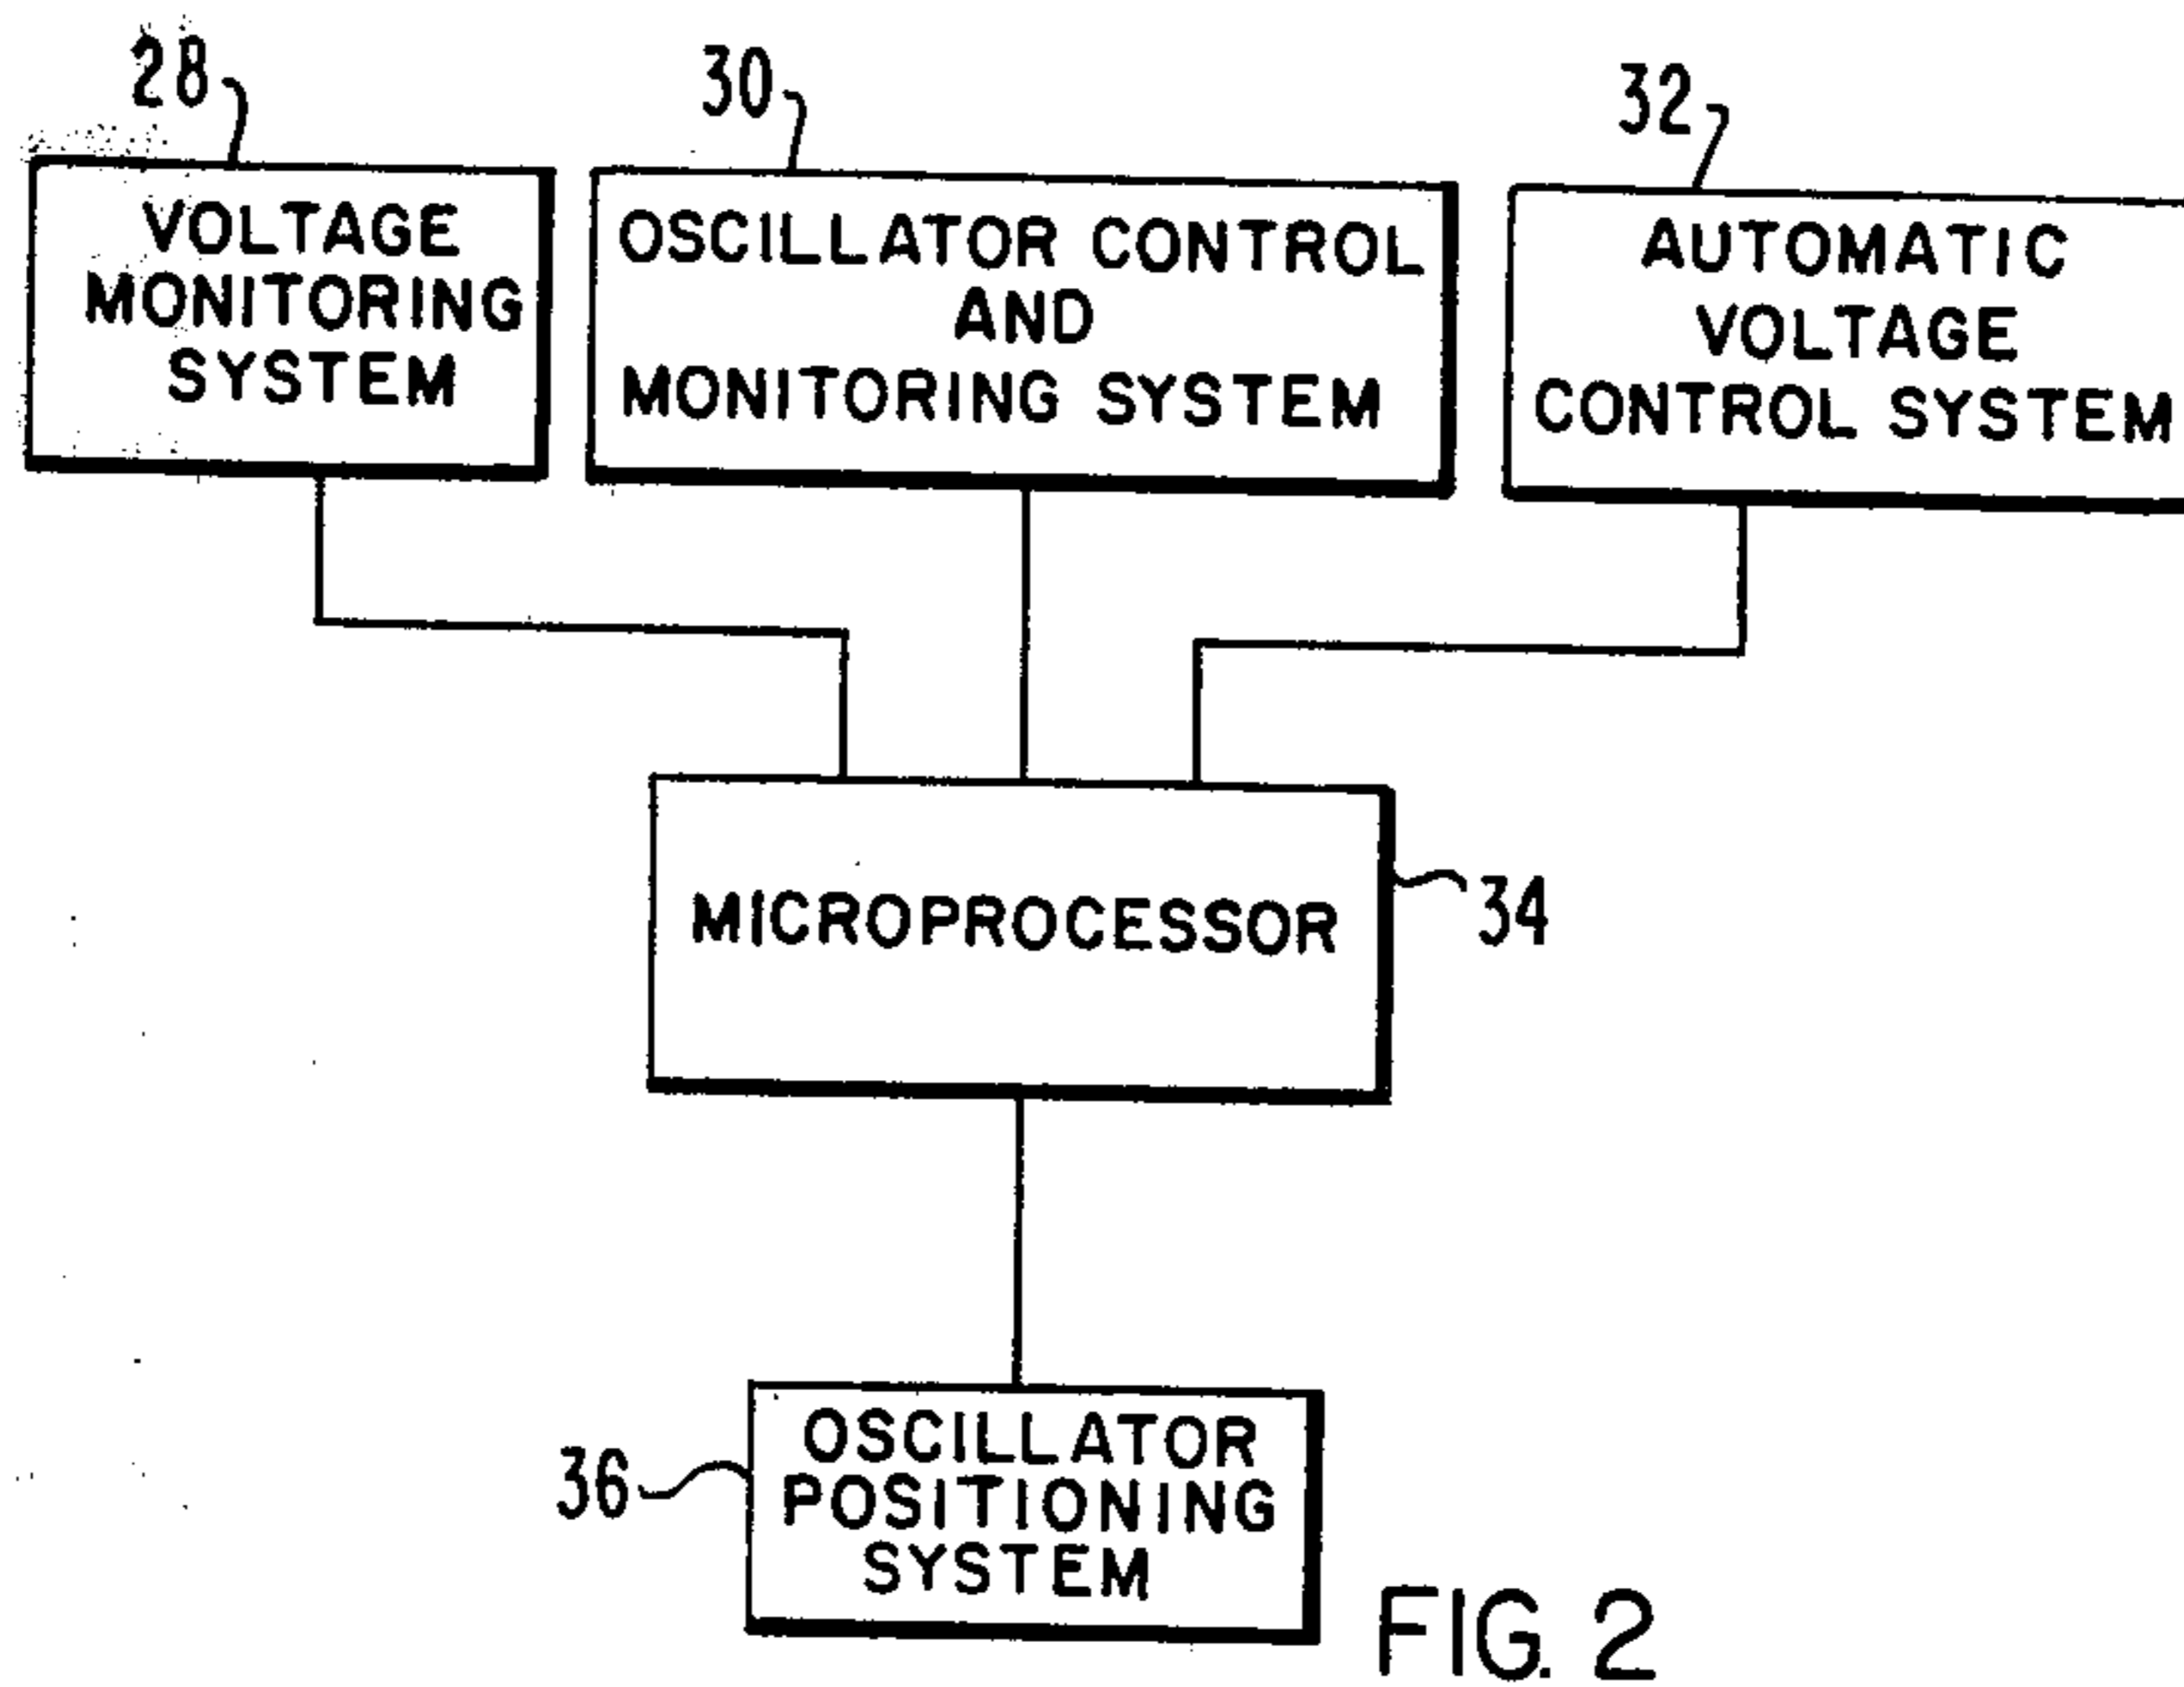 28
30
32
VOLTAGE
MONITORING
SYSTEM
OSCILLATOR CONTROL
AND
MONITORING SYSTEM
AUTOMATIC
VOLTAGE
CONTROL SYSTEM
MICROPROCESSOR
34
36
OSCILLATOR
POSITIONING
SYSTEM
FIG. 2